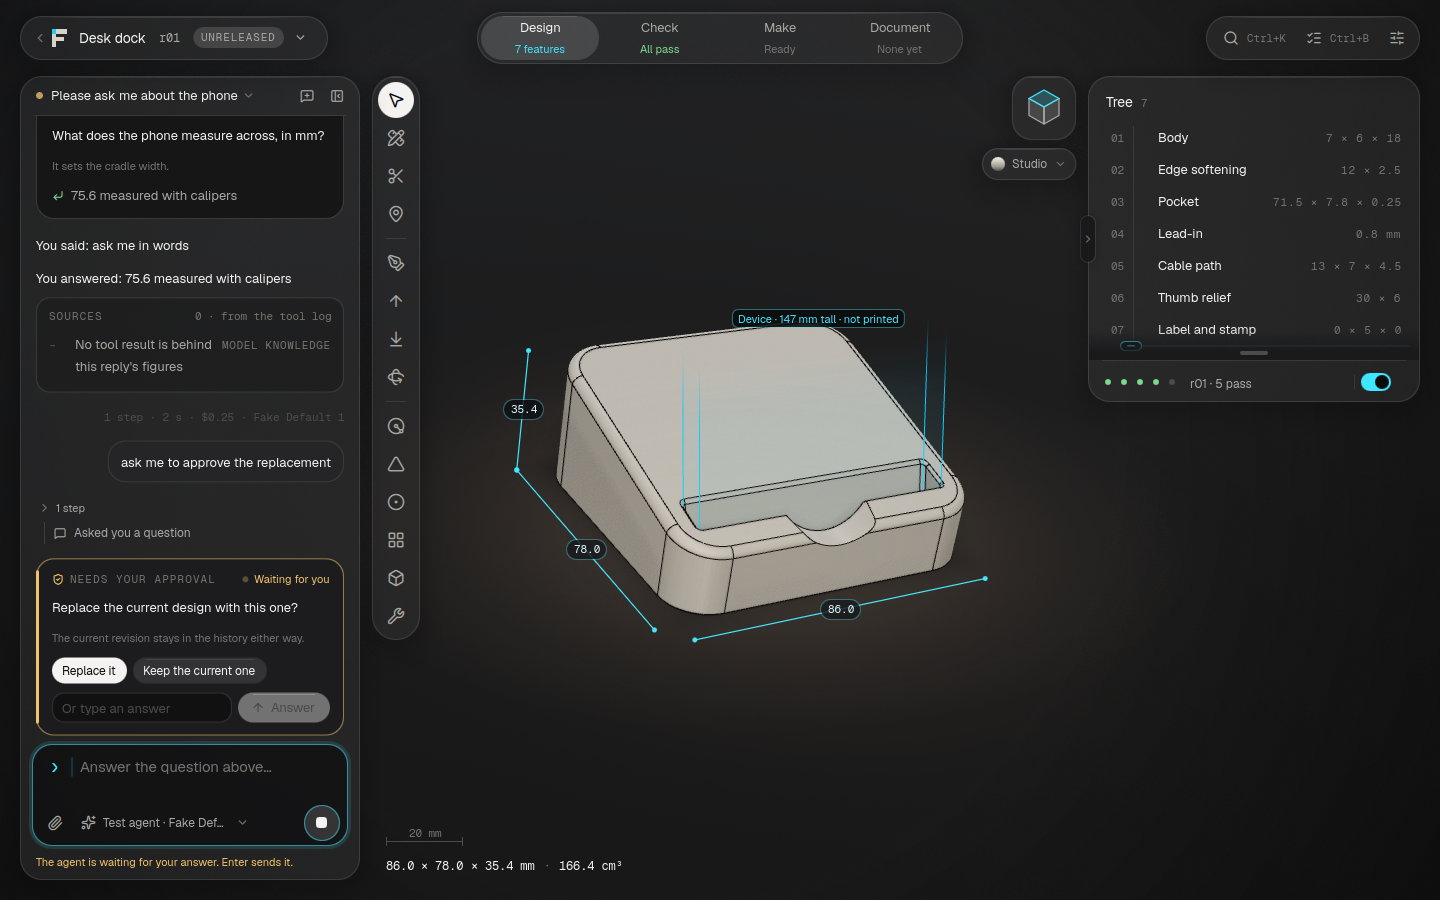 Desk dock r01 UNRELEASED
Design
7 features
Check
All pass
Make
Ready
Document
None yet
Ctrl+K
Ctrl+B
Please ask me about the phone
What does the phone measure across, in mm?
It sets the cradle width.
75.6 measured with calipers
You said: ask me in words
You answered: 75.6 measured with calipers
SOURCES 0 · from the tool log
– No tool result is behind MODEL KNOWLEDGE
this reply's figures
1 step · 2 s · $0.25 · Fake Default 1
ask me to approve the replacement
1 step
Asked you a question
NEEDS YOUR APPROVAL Waiting for you
Replace the current design with this one?
The current revision stays in the history either way.
Replace it Keep the current one
Or type an answer Answer
Answer the question above…
Test agent · Fake Def…
The agent is waiting for your answer. Enter sends it.
Device · 147 mm tall · not printed
35.4
78.0
86.0
20 mm
86.0 × 78.0 × 35.4 mm · 166.4 cm³
Studio
Tree 7
01 Body 7 × 6 × 18
02 Edge softening 12 × 2.5
03 Pocket 71.5 × 7.8 × 0.25
04 Lead-in 0.8 mm
05 Cable path 13 × 7 × 4.5
06 Thumb relief 30 × 6
07 Label and stamp 0 × 5 × 0
r01 · 5 pass